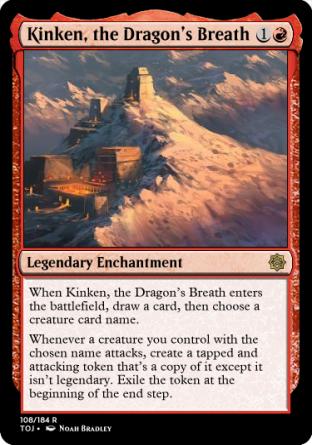 Kinken, the Dragon's Breath 1
Legendary Enchantment
When Kinken, the Dragon's Breath enters
the battlefield, draw a card, then choose a
creature card name.
Whenever a creature you control with the
chosen name attacks, create a tapped and
attacking token that's a copy of it except it
isn't legendary. Exile the token at the
beginning of the end step.
108/184 R
TOJ • Noah Bradley